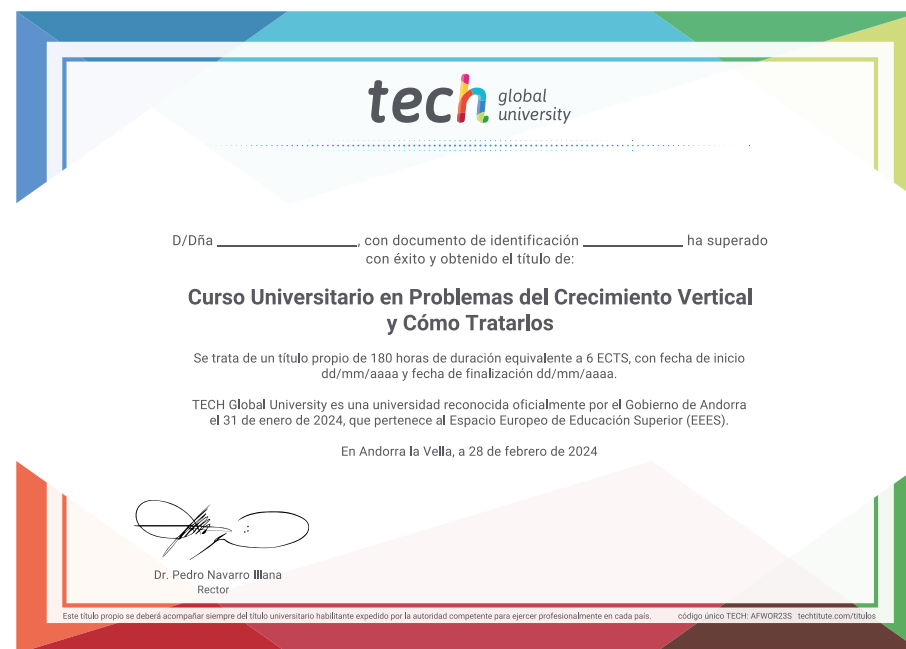 tech global university
D/Dña ____________________, con documento de identificación ______________ ha superado
con éxito y obtenido el título de:
Curso Universitario en Problemas del Crecimiento Vertical
y Cómo Tratarlos
Se trata de un título propio de 180 horas de duración equivalente a 6 ECTS, con fecha de inicio
dd/mm/aaaa y fecha de finalización dd/mm/aaaa.
TECH Global University es una universidad reconocida oficialmente por el Gobierno de Andorra
el 31 de enero de 2024, que pertenece al Espacio Europeo de Educación Superior (EEES).
En Andorra la Vella, a 28 de febrero de 2024
Dr. Pedro Navarro Illana
Rector
Este título propio se deberá acompañar siempre del título universitario habilitante expedido por la autoridad competente para ejercer profesionalmente en cada país. código único TECH: AFWOR23S techtitute.com/titulos